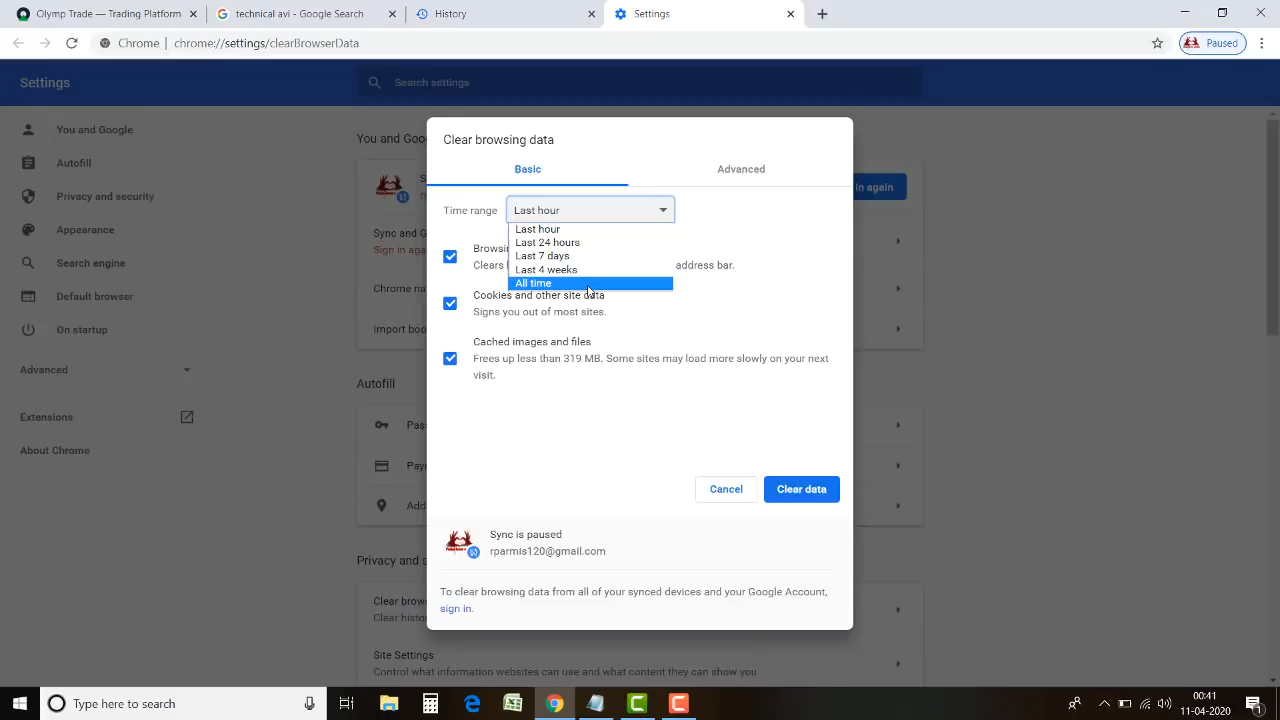 Olymp Trade — Trading Platform
technical avi - Google Search
History
Settings
Chrome | chrome://settings/clearBrowserData
Paused
Settings
Search settings
You and Google
Autofill
Privacy and security
Appearance
Search engine
Default browser
On startup
Advanced
Extensions
About Chrome
You and Goo
in again
Sync and G
Sign in again
Chrome na
Import boo
Autofill
Pas
Pay
Add
Privacy and s
Clear brow
Clear histo
Site Settings
Control what information websites can use and what content they can show you
Clear browsing data
Basic
Advanced
Time range
Last hour
Last hour
Last 24 hours
Last 7 days
Last 4 weeks
All time
Browsin
Clears
address bar.
Cookies and other site data
Signs you out of most sites.
Cached images and files
Frees up less than 319 MB. Some sites may load more slowly on your next
visit.
Cancel
Clear data
Sync is paused
rparmis120@gmail.com
To clear browsing data from all of your synced devices and your Google Account,
sign in.
Type here to search
00:41
11-04-2020